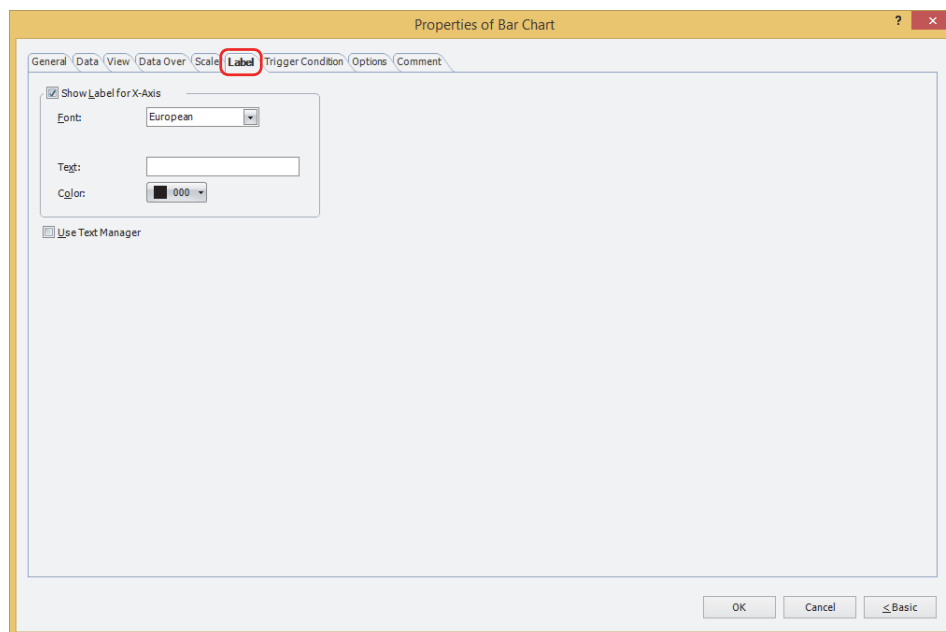 Properties of Bar Chart ? ×
General Data View Data Over Scale Label Trigger Condition Options Comment
Show Label for X-Axis
Font: European
Text:
Color: 000
Use Text Manager
OK Cancel < Basic